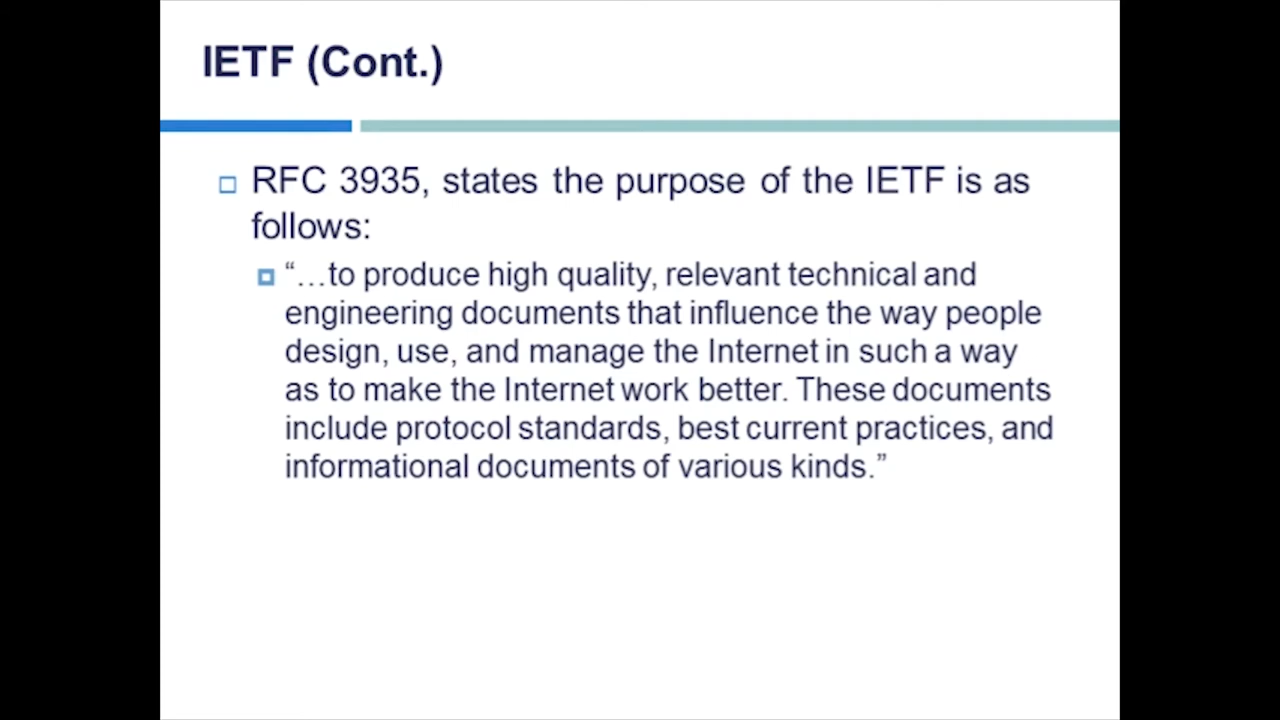 IETF (Cont.)
RFC 3935, states the purpose of the IETF is as
follows:
“…to produce high quality, relevant technical and
engineering documents that influence the way people
design, use, and manage the Internet in such a way
as to make the Internet work better. These documents
include protocol standards, best current practices, and
informational documents of various kinds.”